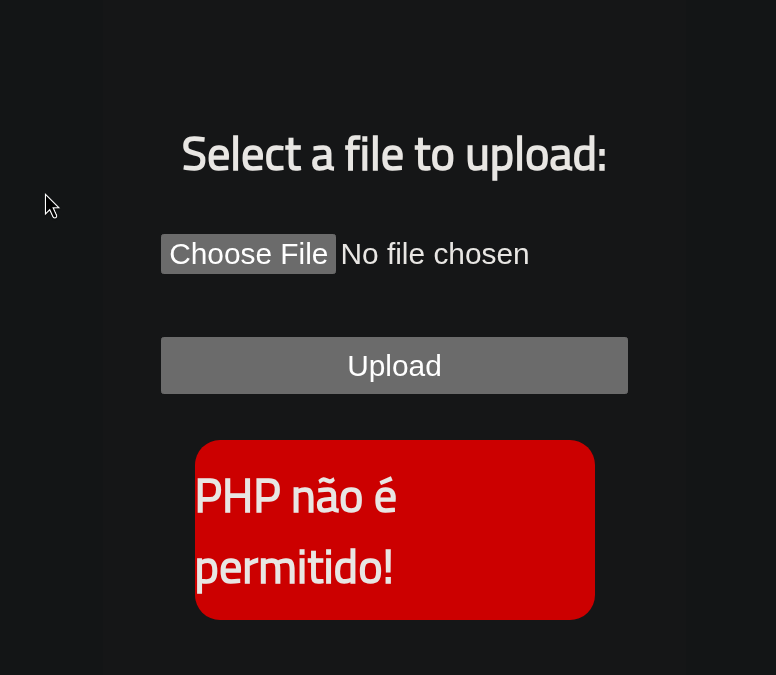 Select a file to upload:
Choose File No file chosen
Upload
PHP não é
permitido!